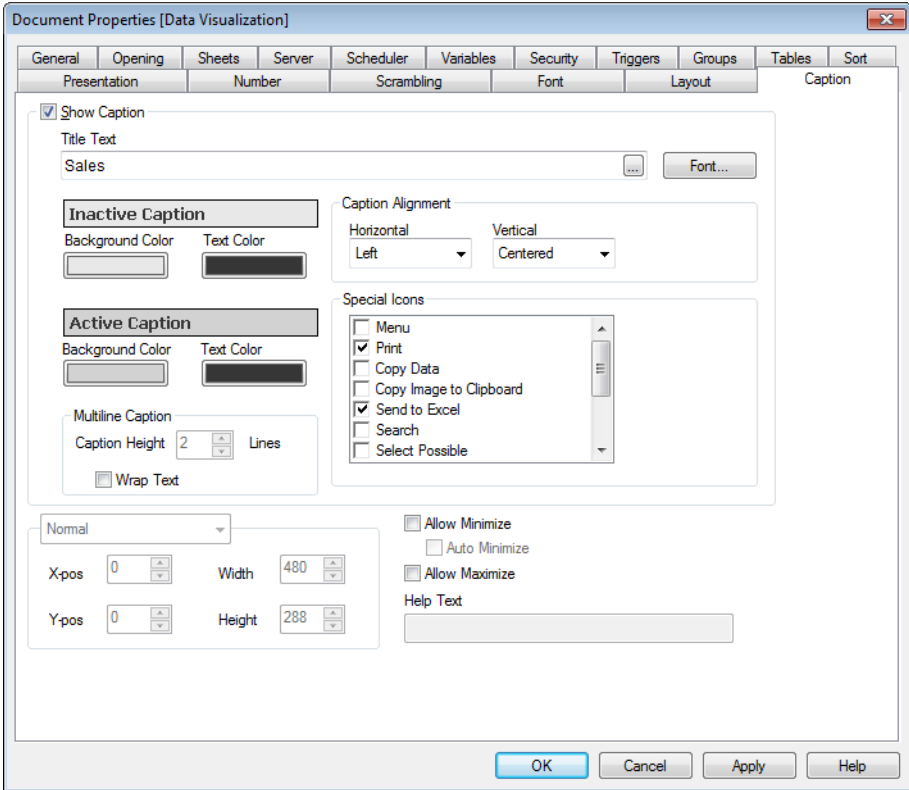 Document Properties [Data Visualization]
General Opening Sheets Server Scheduler Variables Security Triggers Groups Tables Sort
Presentation Number Scrambling Font Layout Caption
Show Caption
Title Text
Sales ... Font...
Inactive Caption
Background Color Text Color
Caption Alignment
Horizontal Vertical
Left Centered
Active Caption
Background Color Text Color
Special Icons
Menu
Print
Copy Data
Copy Image to Clipboard
Send to Excel
Search
Select Possible
Multiline Caption
Caption Height 2 Lines
Wrap Text
Normal
X-pos 0 Width 480
Y-pos 0 Height 288
Allow Minimize
Auto Minimize
Allow Maximize
Help Text
OK Cancel Apply Help